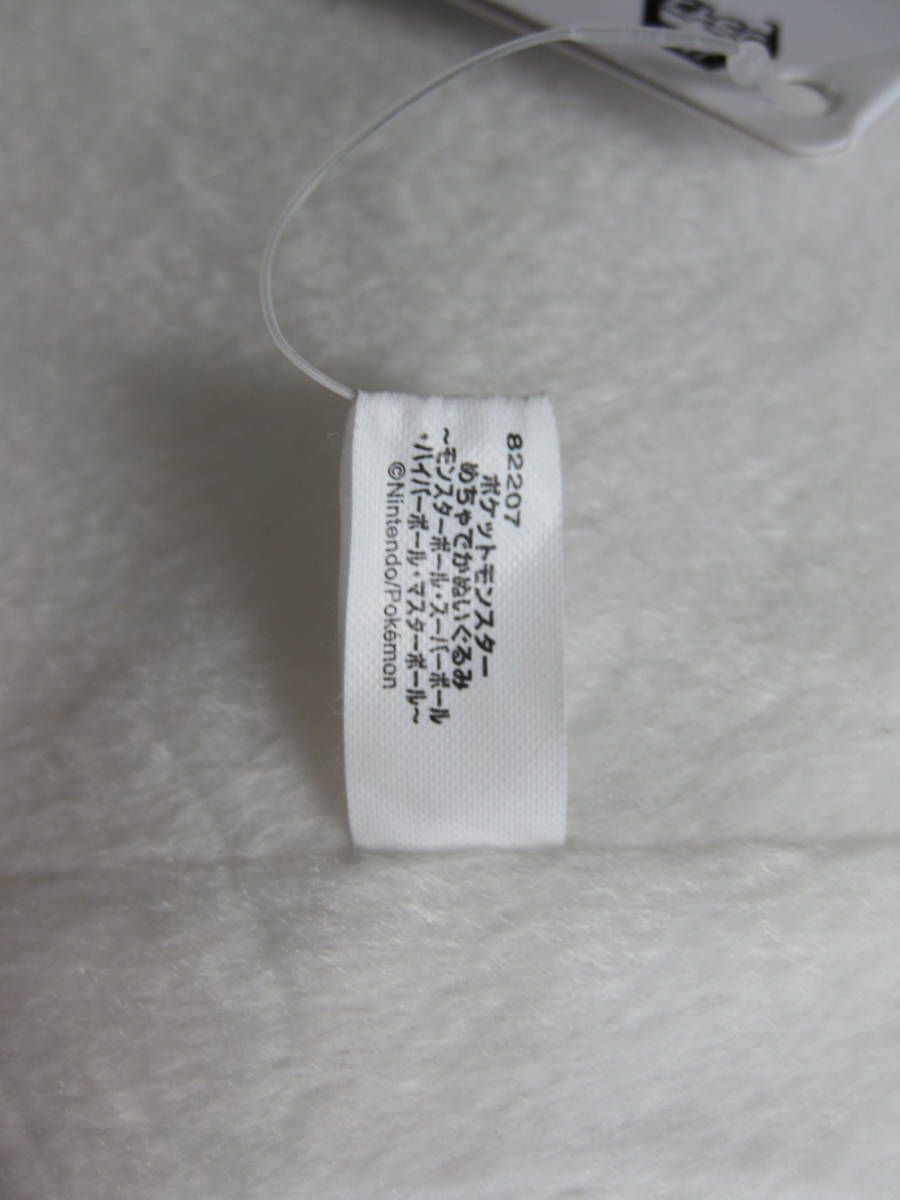 82207
ポケットモンスター
めちゃでかぬいぐるみ
～モンスターボール・スーパーボール
・ハイパーボール・マスターボール～
©Nintendo/Pokémon